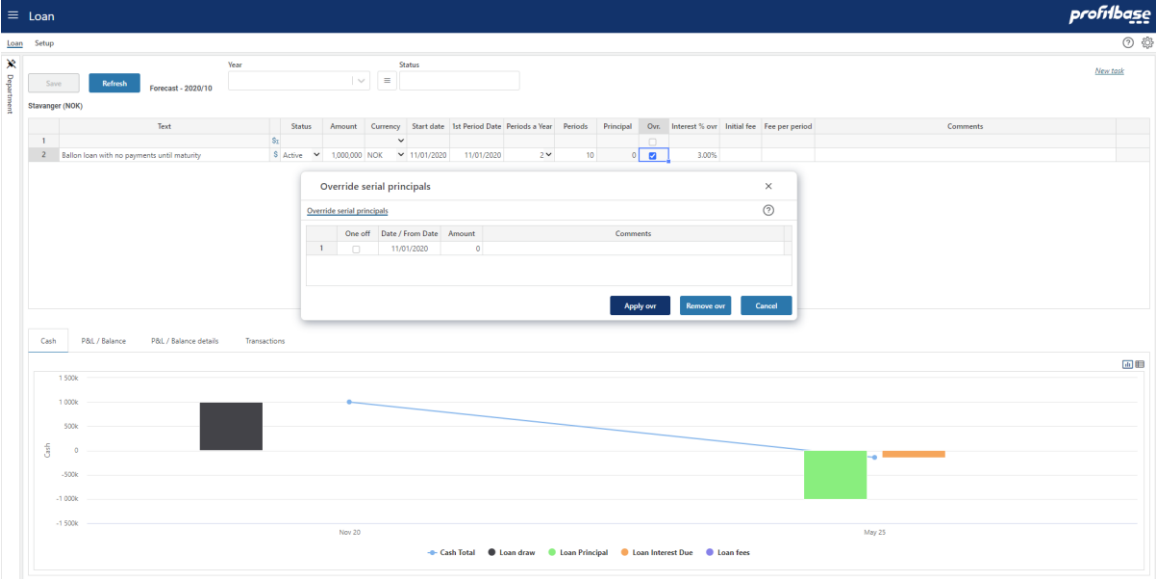 Loan
profitbase
Loan Setup
Department
Year Status
Save Refresh Forecast - 2020/10
New task
Stavanger (NOK)
Text Status Amount Currency Start date 1st Period Date Periods a Year Periods Principal Ovr. Interest % ovr Initial fee Fee per period Comments
1
2 Ballon loan with no payments until maturity $ Active 1,000,000 NOK 11/01/2020 11/01/2020 2 10 0 3.00%
Override serial principals
Override serial principals
One off Date / From Date Amount Comments
1 11/01/2020 0
Apply ovr Remove ovr Cancel
Cash P&L / Balance P&L / Balance details Transactions
1 500k
1 000k
500k
0
-500k
-1 000k
-1 500k
Cash
Nov 20 May 25
Cash Total Loan draw Loan Principal Loan Interest Due Loan fees